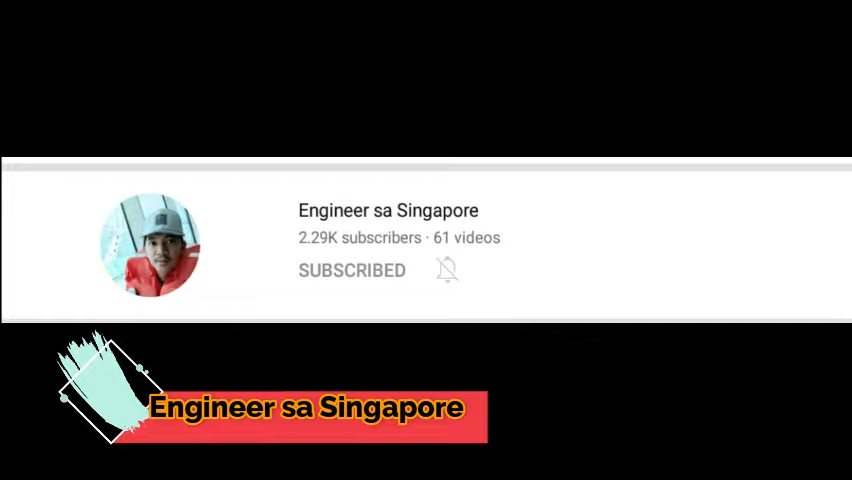 Engineer sa Singapore
2.29K subscribers · 61 videos
SUBSCRIBED
Engineer sa Singapore